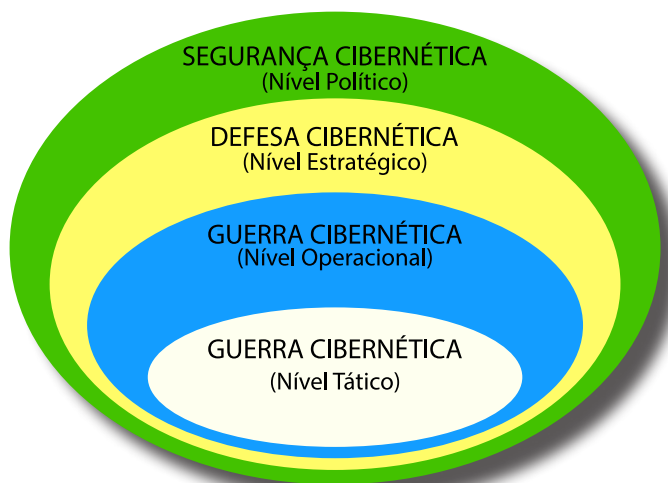 SEGURANÇA CIBERNÉTICA
(Nível Político)
DEFESA CIBERNÉTICA
(Nível Estratégico)
GUERRA CIBERNÉTICA
(Nível Operacional)
GUERRA CIBERNÉTICA
(Nível Tático)